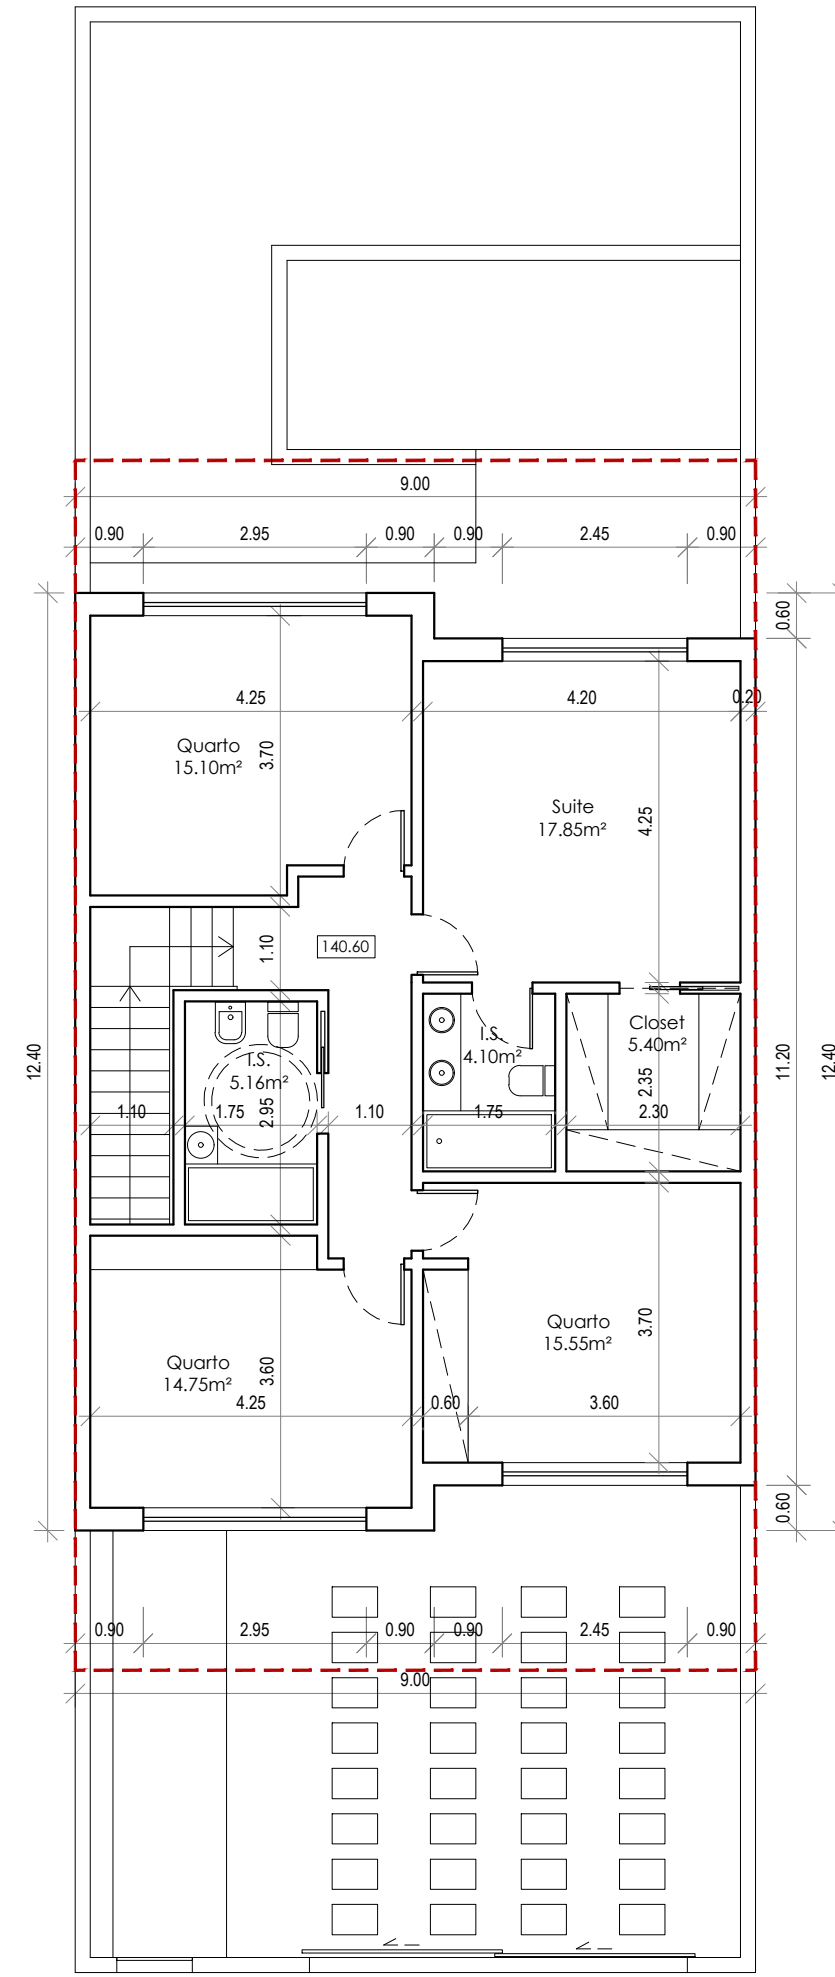 9.00
0.90
2.95
0.90
0.90
2.45
0.90
0.60
4.25
4.20
0.20
Quarto
15.10m²
3.70
Suite
17.85m²
4.25
140.60
1.10
12.40
I.S.
5.16m²
2.95
I.S.
4.10m²
Closet
5.40m²
2.35
11.20
12.40
1.10
1.75
1.10
1.75
2.30
Quarto
14.75m²
3.60
Quarto
15.55m²
3.70
4.25
0.60
3.60
0.60
0.90
2.95
0.90
0.90
2.45
0.90
9.00